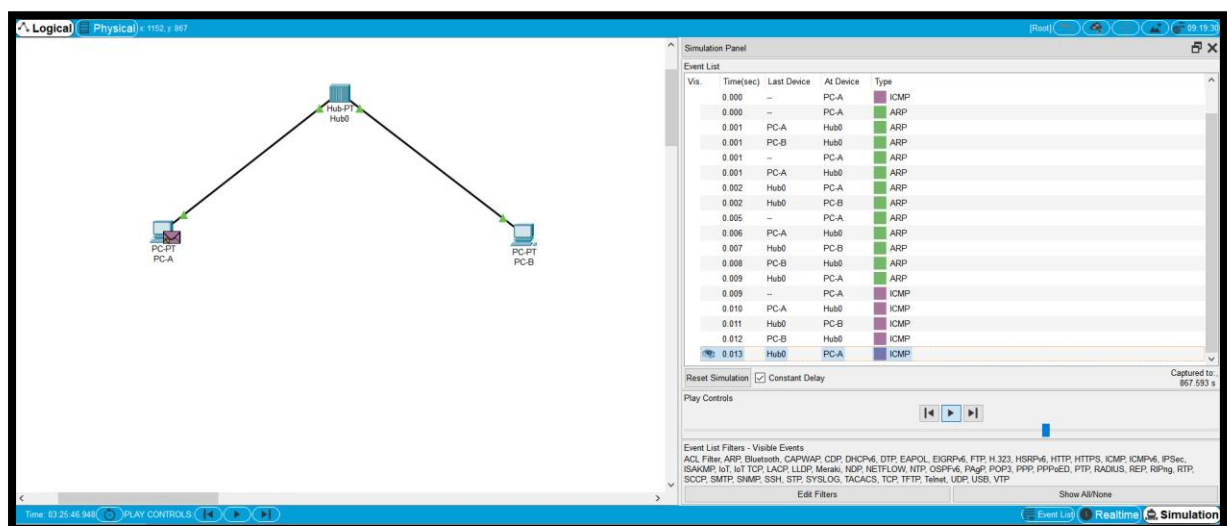 Logical Physical x: 1152, y: 867 [Root] 09:19:30
Simulation Panel
Event List
Vis. Time(sec) Last Device At Device Type
0.000 -- PC-A ICMP
0.000 -- PC-A ARP
0.001 PC-A Hub0 ARP
0.001 PC-B Hub0 ARP
0.001 -- PC-A ARP
0.001 PC-A Hub0 ARP
0.002 Hub0 PC-A ARP
0.002 Hub0 PC-B ARP
0.005 -- PC-A ARP
0.006 PC-A Hub0 ARP
0.007 Hub0 PC-B ARP
0.008 PC-B Hub0 ARP
0.009 Hub0 PC-A ARP
0.009 -- PC-A ICMP
0.010 PC-A Hub0 ICMP
0.011 Hub0 PC-B ICMP
0.012 PC-B Hub0 ICMP
0.013 Hub0 PC-A ICMP
Hub-PT
Hub0
PC-PT
PC-A
PC-PT
PC-B
Reset Simulation Constant Delay Captured to:
867.593 s
Play Controls
Event List Filters - Visible Events
ACL Filter, ARP, Bluetooth, CAPWAP, CDP, DHCPv6, DTP, EAPOL, EIGRPv6, FTP, H.323, HSRPv6, HTTP, HTTPS, ICMP, ICMPv6, IPSec,
ISAKMP, IoT, IoT TCP, LACP, LLDP, Meraki, NDP, NETFLOW, NTP, OSPFv6, PAgP, POP3, PPP, PPPoED, PTP, RADIUS, REP, RIPng, RTP,
SCCP, SMTP, SNMP, SSH, STP, SYSLOG, TACACS, TCP, TFTP, Telnet, UDP, USB, VTP
Edit Filters Show All/None
Time: 03:25:46.948 PLAY CONTROLS: Event List Realtime Simulation